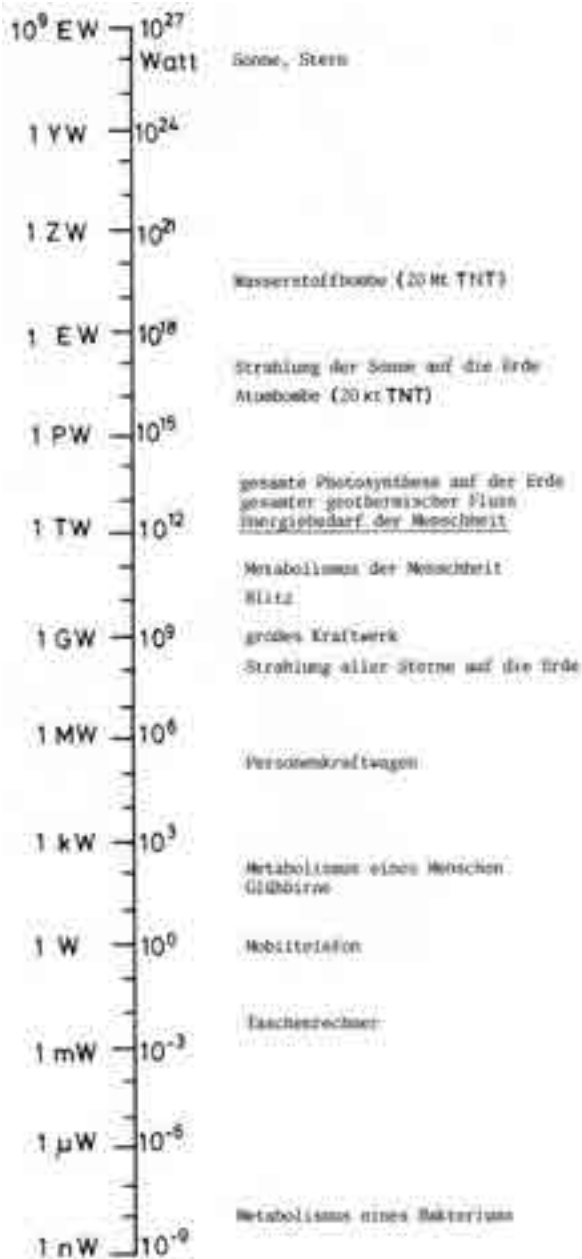 10⁹ EW 10²⁷
Watt Sonne, Stern
1 YW 10²⁴
1 ZW 10²¹
Wasserstoffbombe (20 Mt TNT)
1 EW 10¹⁸
Strahlung der Sonne auf die Erde
Atombombe (20 kt TNT)
1 PW 10¹⁵
gesamte Photosynthese auf der Erde
gesamter geothermischer Fluss
Energiebedarf der Menschheit
1 TW 10¹²
Metabolismus der Menschheit
Blitz
1 GW 10⁹ großes Kraftwerk
Strahlung aller Sterne auf die Erde
1 MW 10⁶
Personenkraftwagen
1 kW 10³
Metabolismus eines Menschen
Glühbirne
1 W 10⁰ Mobiltelefon
Taschenrechner
1 mW 10⁻³
1 µW 10⁻⁶
Metabolismus eines Bakteriums
1 nW 10⁻⁹